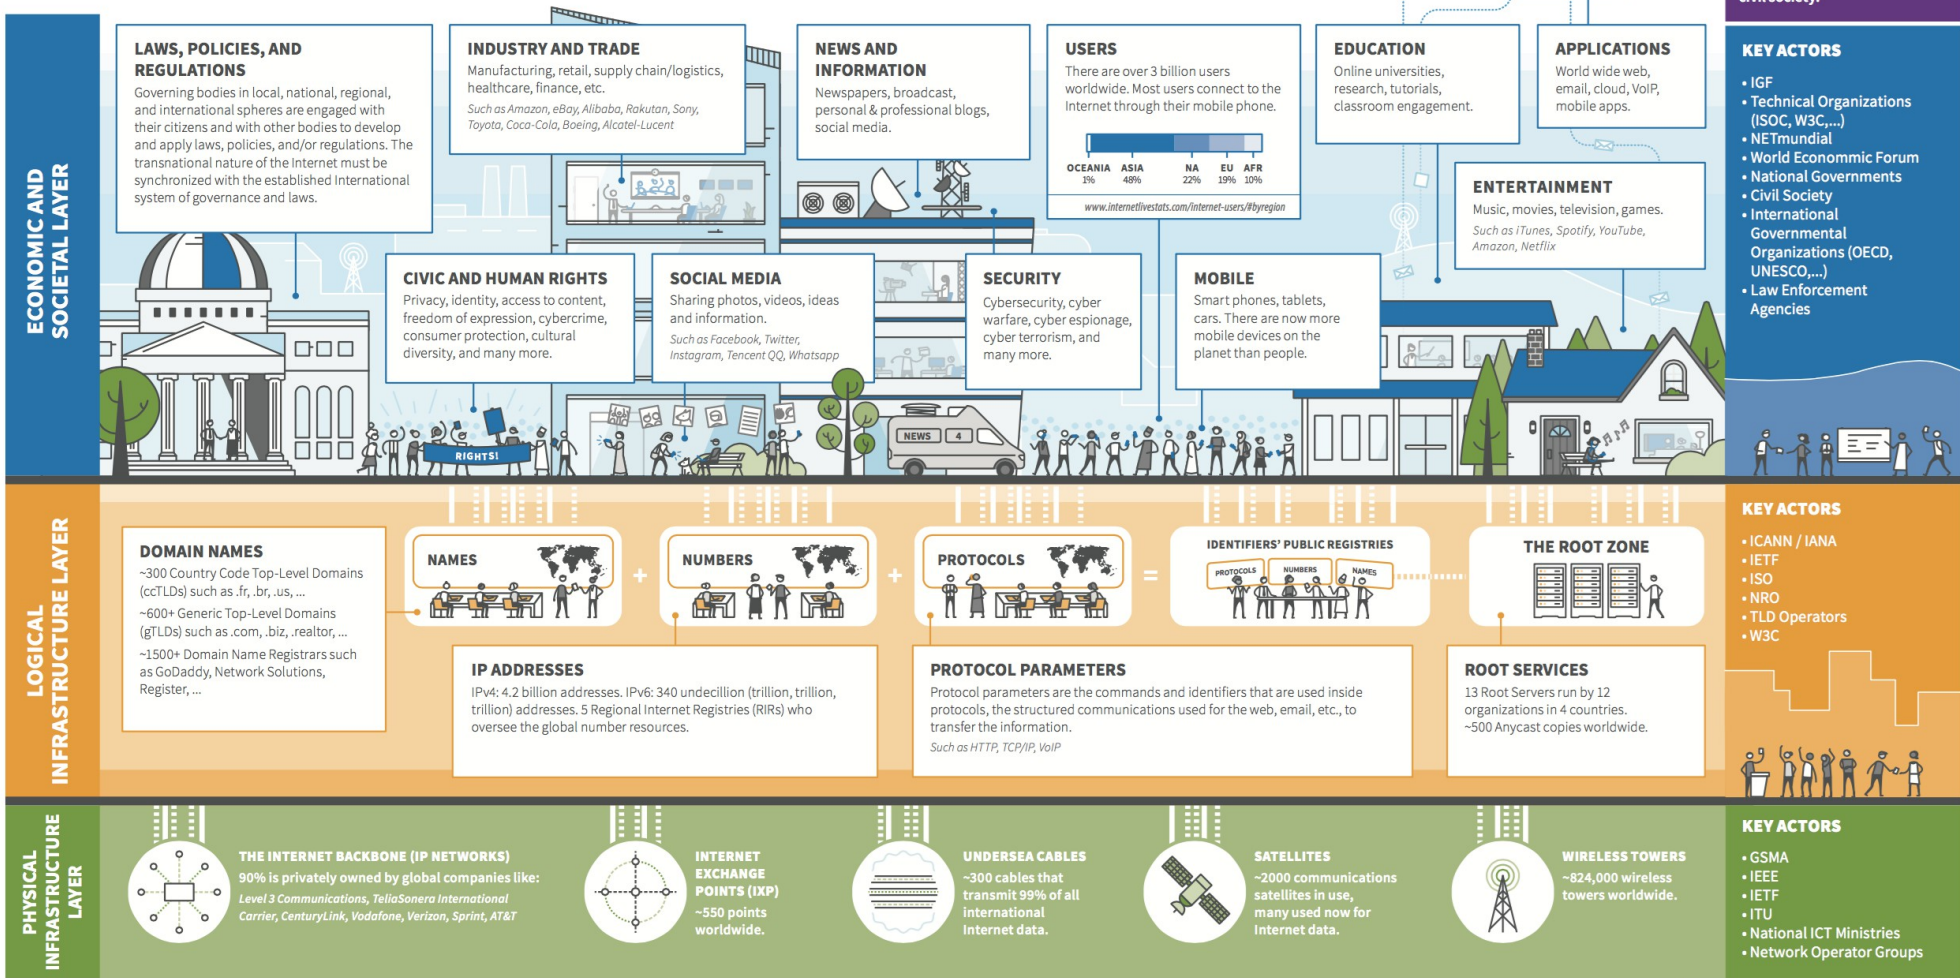 civil society.
ECONOMIC AND
SOCIETAL LAYER
LAWS, POLICIES, AND
REGULATIONS
Governing bodies in local, national, regional,
and international spheres are engaged with
their citizens and with other bodies to develop
and apply laws, policies, and/or regulations. The
transnational nature of the Internet must be
synchronized with the established International
system of governance and laws.
INDUSTRY AND TRADE
Manufacturing, retail, supply chain/logistics,
healthcare, finance, etc.
Such as Amazon, eBay, Alibaba, Rakutan, Sony,
Toyota, Coca-Cola, Boeing, Alcatel-Lucent
NEWS AND
INFORMATION
Newspapers, broadcast,
personal & professional blogs,
social media.
USERS
There are over 3 billion users
worldwide. Most users connect to the
Internet through their mobile phone.
OCEANIA ASIA NA EU AFR
1% 48% 22% 19% 10%
www.internetlivestats.com/internet-users/#byregion
EDUCATION
Online universities,
research, tutorials,
classroom engagement.
APPLICATIONS
World wide web,
email, cloud, VoIP,
mobile apps.
ENTERTAINMENT
Music, movies, television, games.
Such as iTunes, Spotify, YouTube,
Amazon, Netflix
CIVIC AND HUMAN RIGHTS
Privacy, identity, access to content,
freedom of expression, cybercrime,
consumer protection, cultural
diversity, and many more.
SOCIAL MEDIA
Sharing photos, videos, ideas
and information.
Such as Facebook, Twitter,
Instagram, Tencent QQ, Whatsapp
SECURITY
Cybersecurity, cyber
warfare, cyber espionage,
cyber terrorism, and
many more.
MOBILE
Smart phones, tablets,
cars. There are now more
mobile devices on the
planet than people.
RIGHTS!
NEWS 4
KEY ACTORS
• IGF
• Technical Organizations
(ISOC, W3C,...)
• NETmundial
• World Econommic Forum
• National Governments
• Civil Society
• International
Governmental
Organizations (OECD,
UNESCO,...)
• Law Enforcement
Agencies
LOGICAL
INFRASTRUCTURE LAYER
DOMAIN NAMES
~300 Country Code Top-Level Domains
(ccTLDs) such as .fr, .br, .us, ...
~600+ Generic Top-Level Domains
(gTLDs) such as .com, .biz, .realtor, ...
~1500+ Domain Name Registrars such
as GoDaddy, Network Solutions,
Register, ...
NAMES
+
NUMBERS
+
PROTOCOLS
=
IDENTIFIERS' PUBLIC REGISTRIES
PROTOCOLS NUMBERS NAMES
THE ROOT ZONE
IP ADDRESSES
IPv4: 4.2 billion addresses. IPv6: 340 undecillion (trillion, trillion,
trillion) addresses. 5 Regional Internet Registries (RIRs) who
oversee the global number resources.
PROTOCOL PARAMETERS
Protocol parameters are the commands and identifiers that are used inside
protocols, the structured communications used for the web, email, etc., to
transfer the information.
Such as HTTP, TCP/IP, VoIP
ROOT SERVICES
13 Root Servers run by 12
organizations in 4 countries.
~500 Anycast copies worldwide.
KEY ACTORS
• ICANN / IANA
• IETF
• ISO
• NRO
• TLD Operators
• W3C
PHYSICAL
INFRASTRUCTURE
LAYER
THE INTERNET BACKBONE (IP NETWORKS)
90% is privately owned by global companies like:
Level 3 Communications, TeliaSonera International
Carrier, CenturyLink, Vodafone, Verizon, Sprint, AT&T
INTERNET
EXCHANGE
POINTS (IXP)
~550 points
worldwide.
UNDERSEA CABLES
~300 cables that
transmit 99% of all
international
Internet data.
SATELLITES
~2000 communications
satellites in use,
many used now for
Internet data.
WIRELESS TOWERS
~824,000 wireless
towers worldwide.
KEY ACTORS
• GSMA
• IEEE
• IETF
• ITU
• National ICT Ministries
• Network Operator Groups